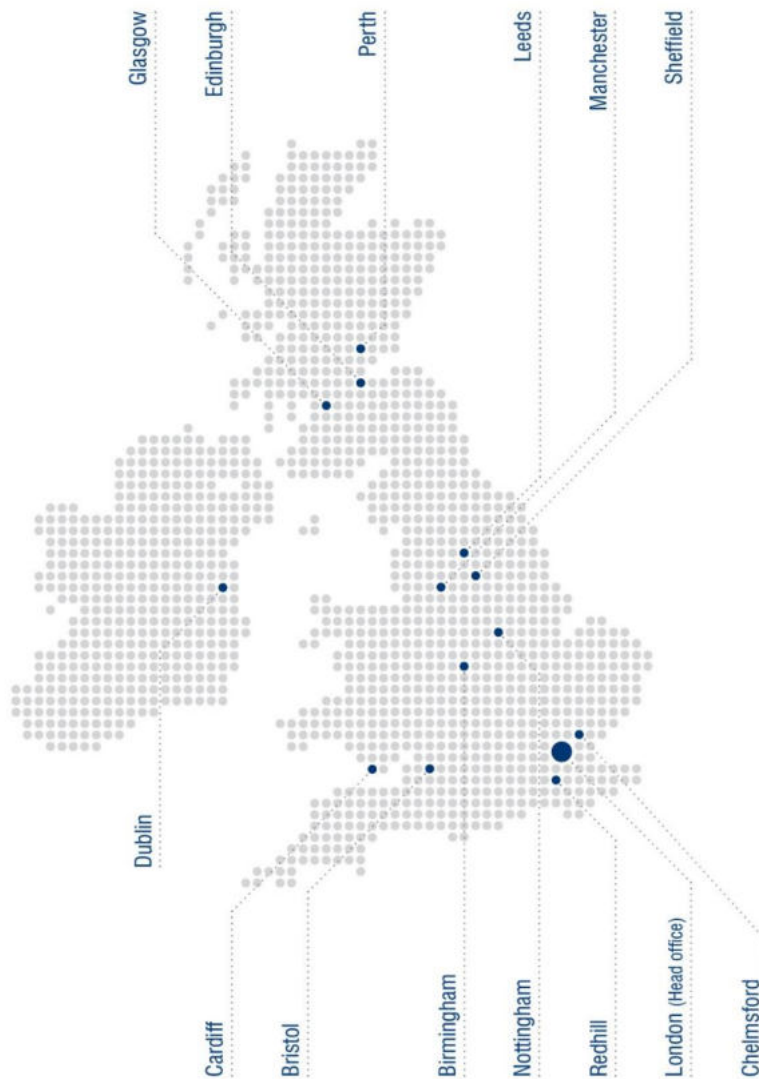 Glasgow
Edinburgh
Perth
Leeds
Manchester
Sheffield
Dublin
Cardiff
Bristol
Birmingham
Nottingham
Redhill
London (Head office)
Chelmsford